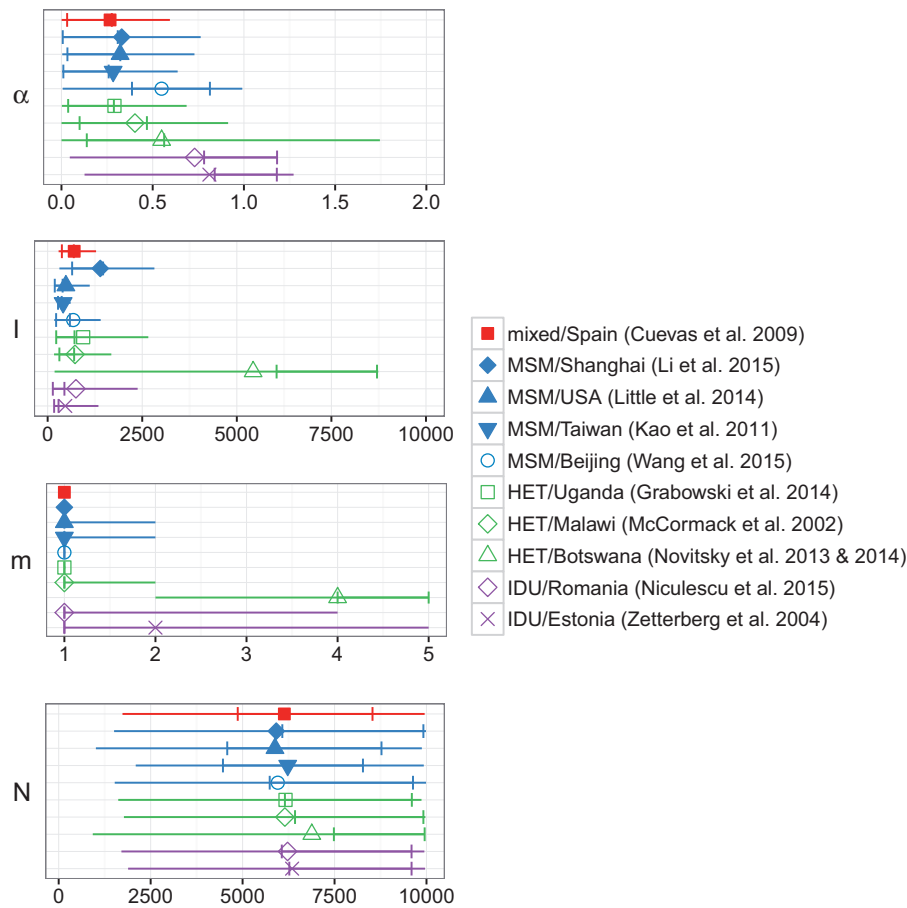 α
0.0 0.5 1.0 1.5 2.0
I
0 2500 5000 7500 10000
m
1 2 3 4 5
N
0 2500 5000 7500 10000
mixed/Spain (Cuevas et al. 2009)
MSM/Shanghai (Li et al. 2015)
MSM/USA (Little et al. 2014)
MSM/Taiwan (Kao et al. 2011)
MSM/Beijing (Wang et al. 2015)
HET/Uganda (Grabowski et al. 2014)
HET/Malawi (McCormack et al. 2002)
HET/Botswana (Novitsky et al. 2013 & 2014)
IDU/Romania (Niculescu et al. 2015)
IDU/Estonia (Zetterberg et al. 2004)